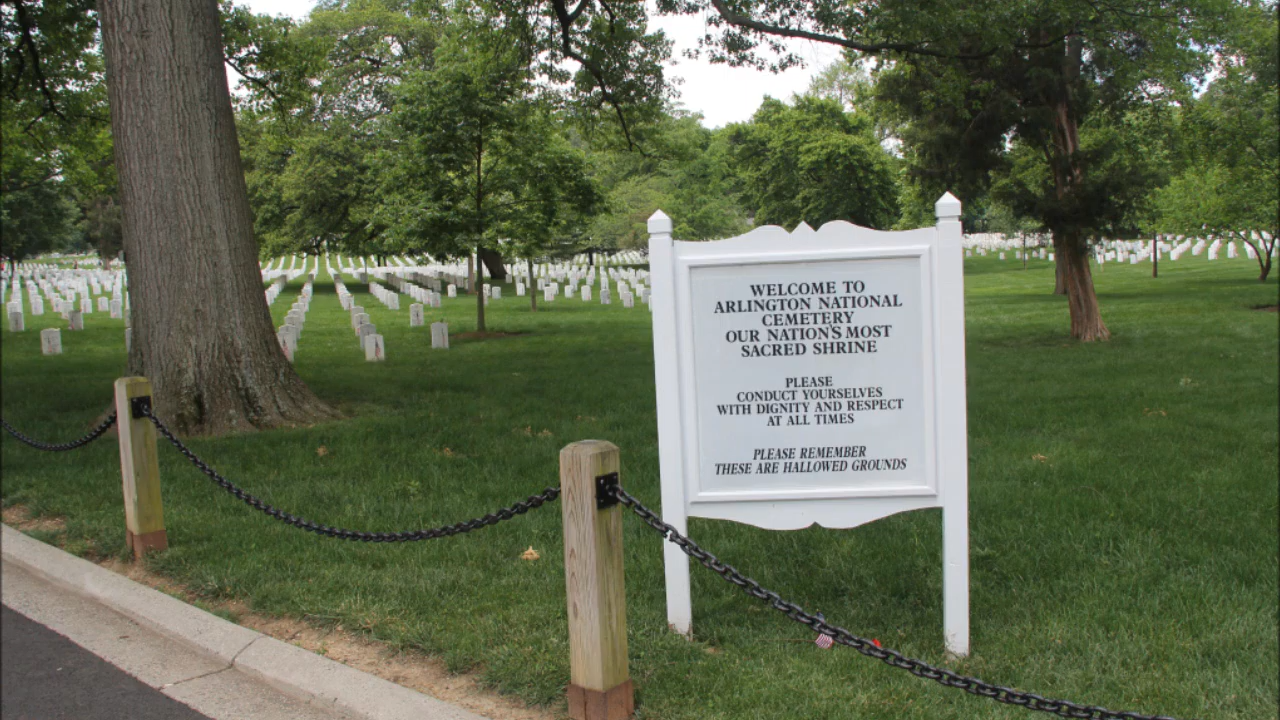 WELCOME TO
ARLINGTON NATIONAL
CEMETERY
OUR NATION'S MOST
SACRED SHRINE
PLEASE
CONDUCT YOURSELVES
WITH DIGNITY AND RESPECT
AT ALL TIMES
PLEASE REMEMBER
THESE ARE HALLOWED GROUNDS